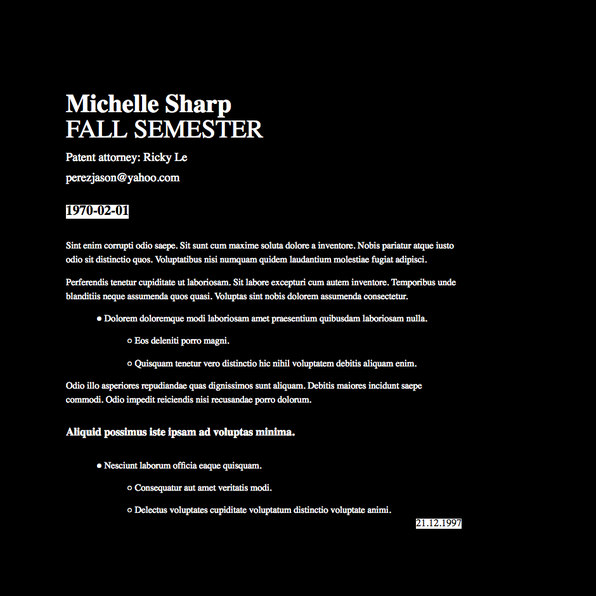 Michelle Sharp
FALL SEMESTER
Patent attorney: Ricky Le
perezjason@yahoo.com
1970-02-01
Sint enim corrupti odio saepe. Sit sunt cum maxime soluta dolore a inventore. Nobis pariatur atque iusto
odio sit distinctio quos. Voluptatibus nisi numquam quidem laudantium molestiae fugiat adipisci.
Perferendis tenetur cupiditate ut laboriosam. Sit labore excepturi cum autem inventore. Temporibus unde
blanditiis neque assumenda quos quasi. Voluptas sint nobis dolorem assumenda consectetur.
Dolorem doloremque modi laboriosam amet praesentium quibusdam laboriosam nulla.
Eos deleniti porro magni.
Quisquam tenetur vero distinctio hic nihil voluptatem debitis aliquam enim.
Odio illo asperiores repudiandae quas dignissimos sunt aliquam. Debitis maiores incidunt saepe
commodi. Odio impedit reiciendis nisi recusandae porro dolorum.
Aliquid possimus iste ipsam ad voluptas minima.
Nesciunt laborum officia eaque quisquam.
Consequatur aut amet veritatis modi.
Delectus voluptates cupiditate voluptatum distinctio voluptate animi.
21.12.1997